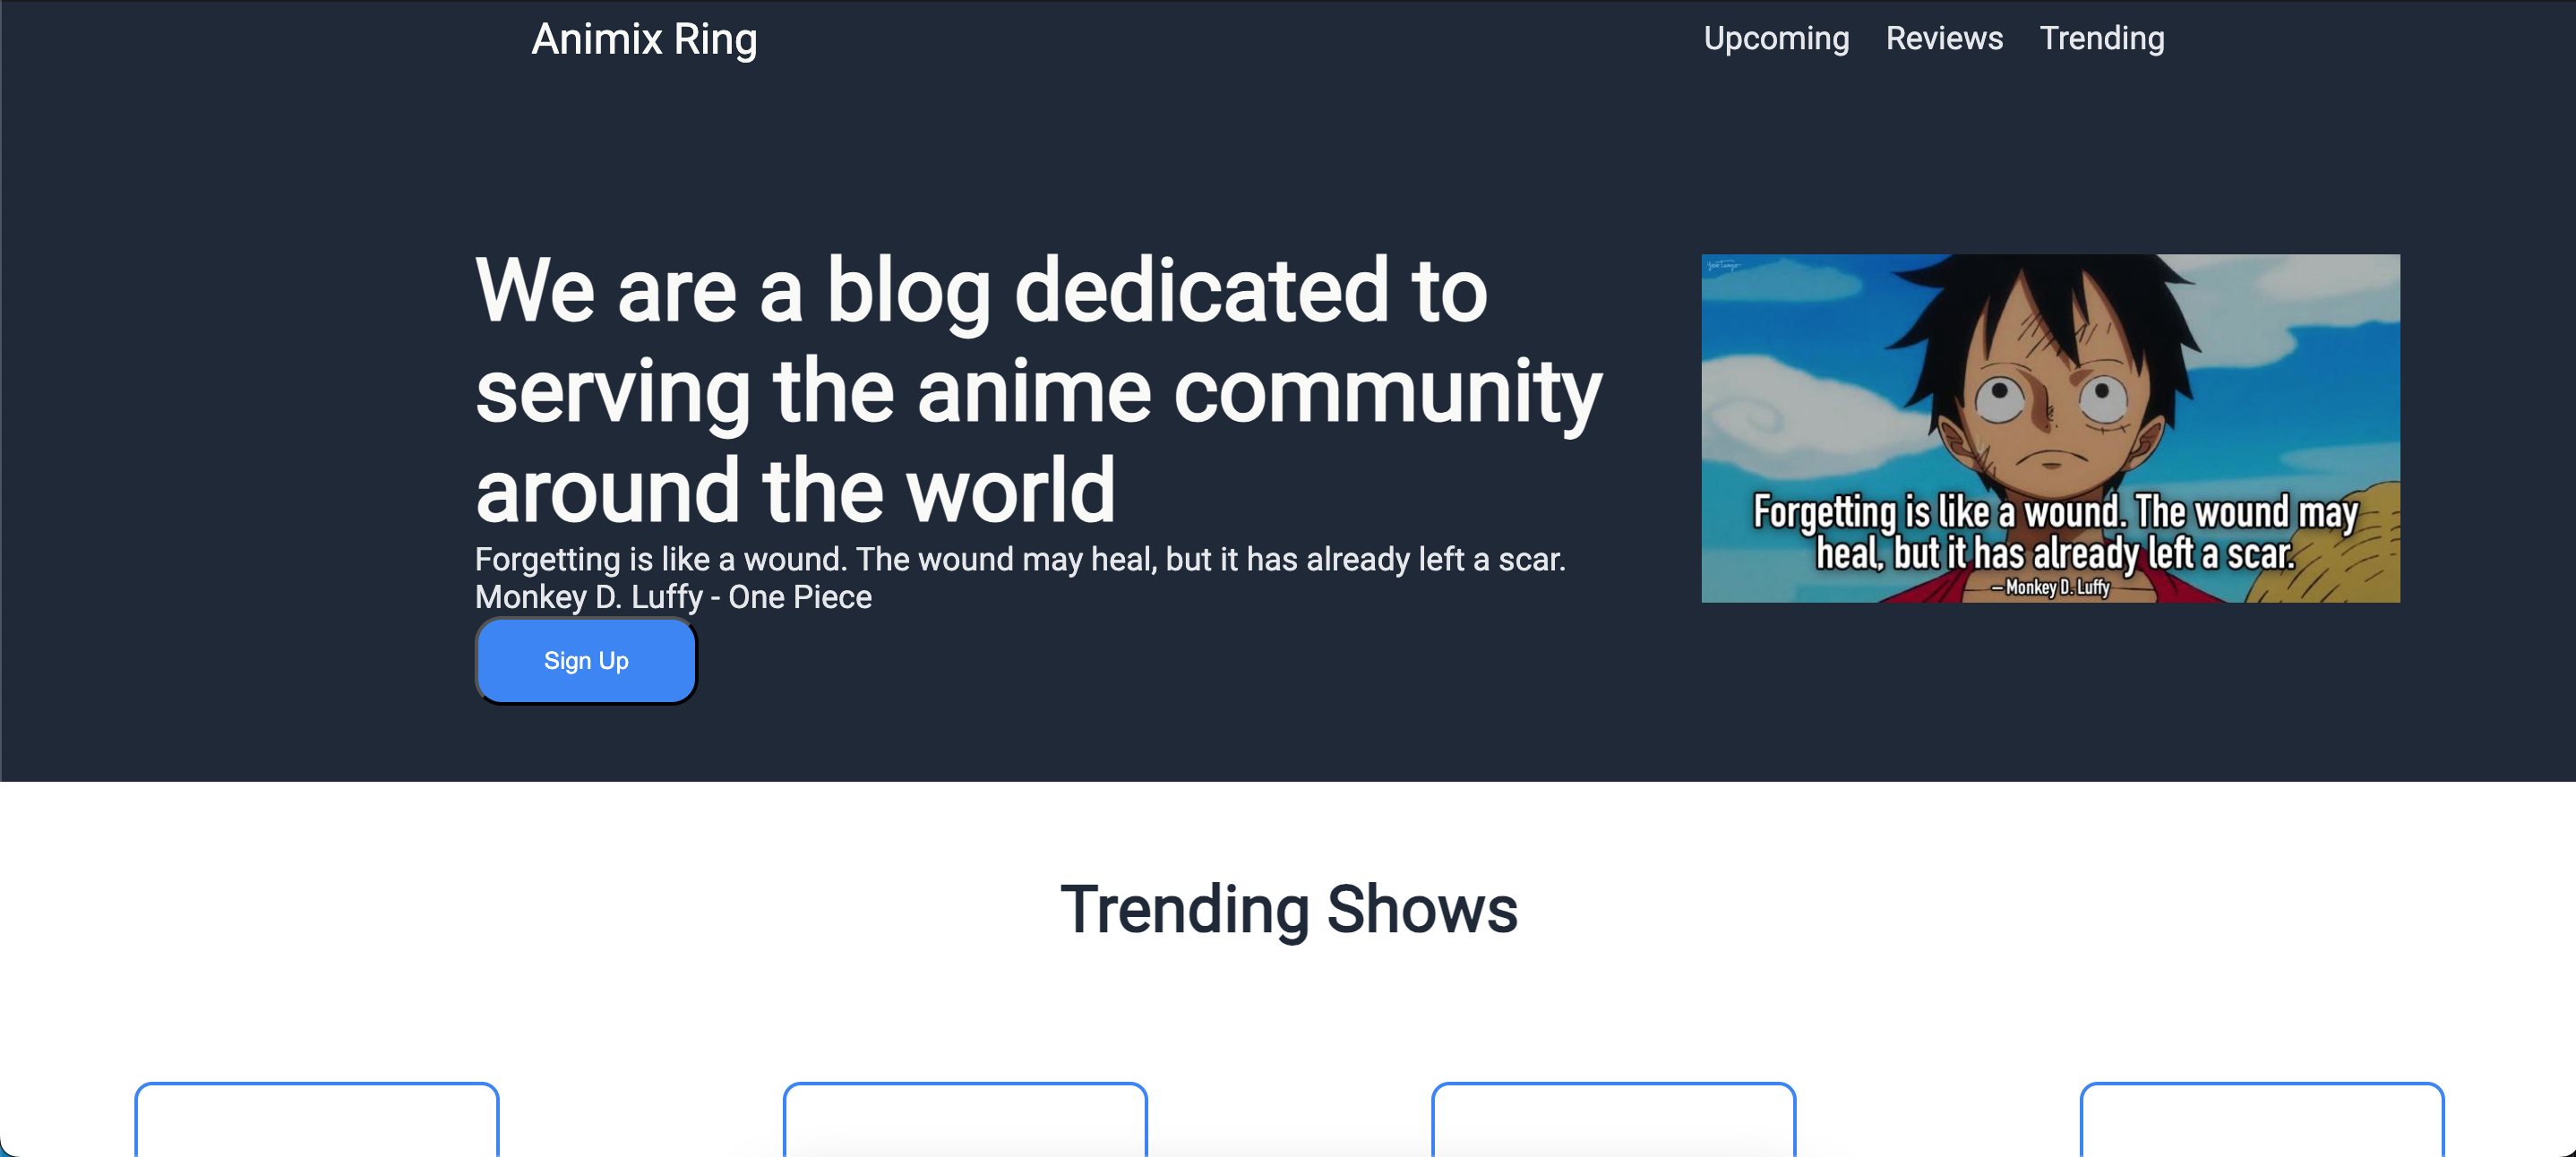 Animix Ring
Upcoming Reviews Trending
We are a blog dedicated to
serving the anime community
around the world
Forgetting is like a wound. The wound may heal, but it has already left a scar.
Monkey D. Luffy - One Piece
Sign Up
YourTango
Forgetting is like a wound. The wound may
heal, but it has already left a scar.
– Monkey D. Luffy
Trending Shows